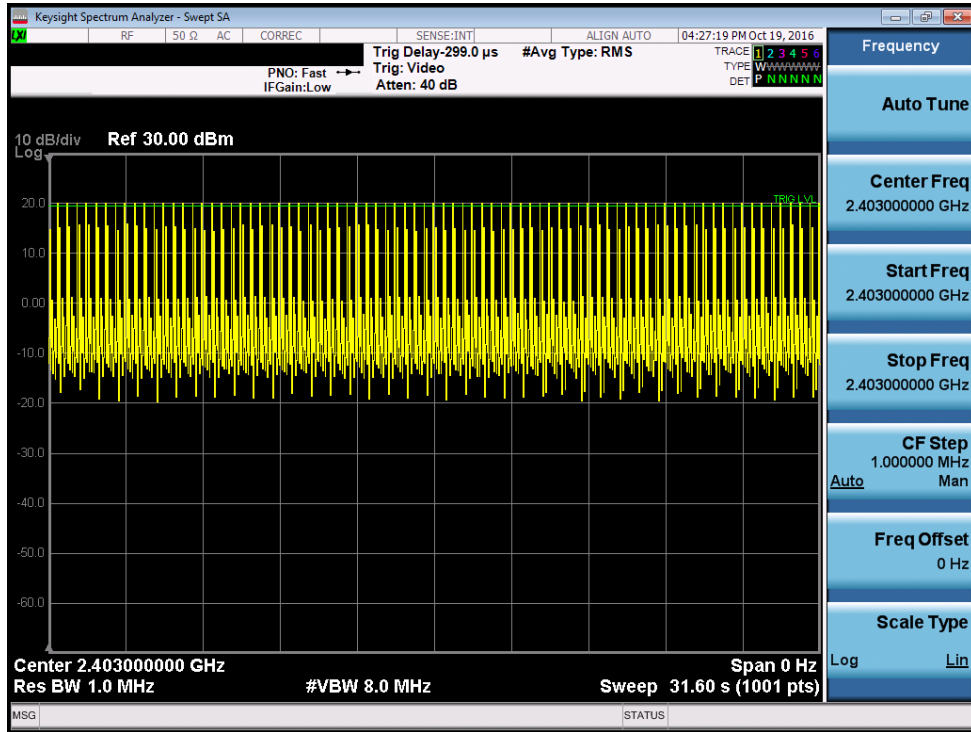 Keysight Spectrum Analyzer - Swept SA
LXI RF 50 Ω AC CORREC SENSE:INT ALIGN AUTO 04:27:19 PM Oct 19, 2016
Trig Delay-299.0 µs #Avg Type: RMS TRACE 1 2 3 4 5 6
PNO: Fast Trig: Video TYPE WWWWWW
IFGain:Low Atten: 40 dB DET P N N N N N
10 dB/div Ref 30.00 dBm
Log
TRIG LVL
20.0
10.0
0.00
-10.0
-20.0
-30.0
-40.0
-50.0
-60.0
Center 2.403000000 GHz Span 0 Hz
Res BW 1.0 MHz #VBW 8.0 MHz Sweep 31.60 s (1001 pts)
MSG STATUS
Frequency
Auto Tune
Center Freq
2.403000000 GHz
Start Freq
2.403000000 GHz
Stop Freq
2.403000000 GHz
CF Step
1.000000 MHz
Auto Man
Freq Offset
0 Hz
Scale Type
Log Lin